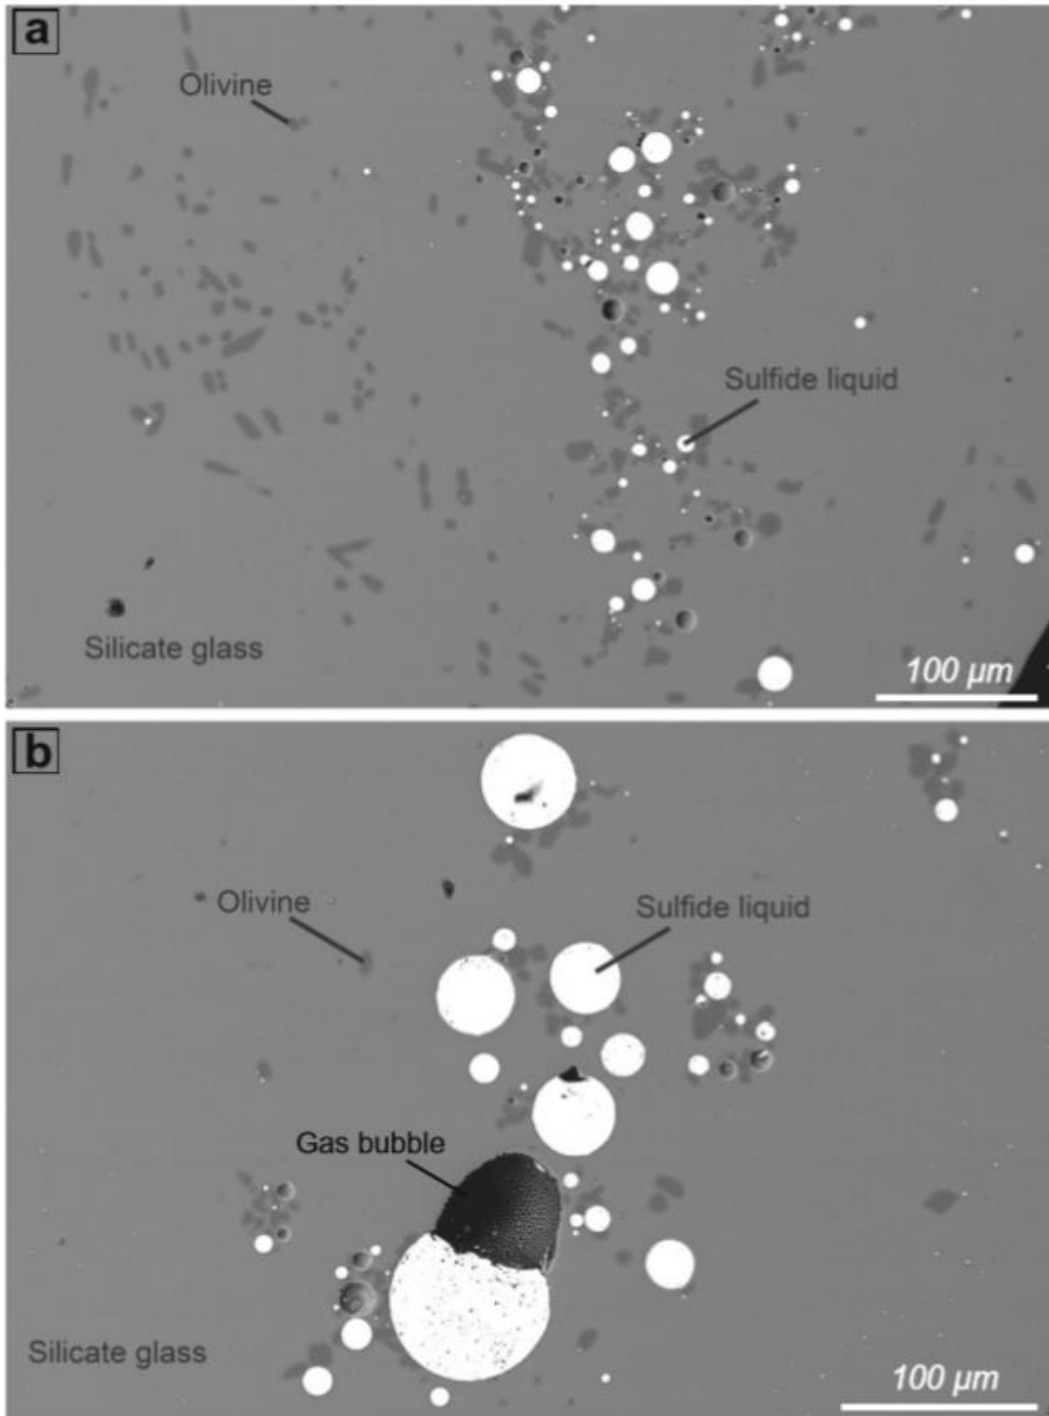 a
Olivine
Sulfide liquid
Silicate glass
100 µm
b
Olivine
Sulfide liquid
Gas bubble
Silicate glass
100 µm